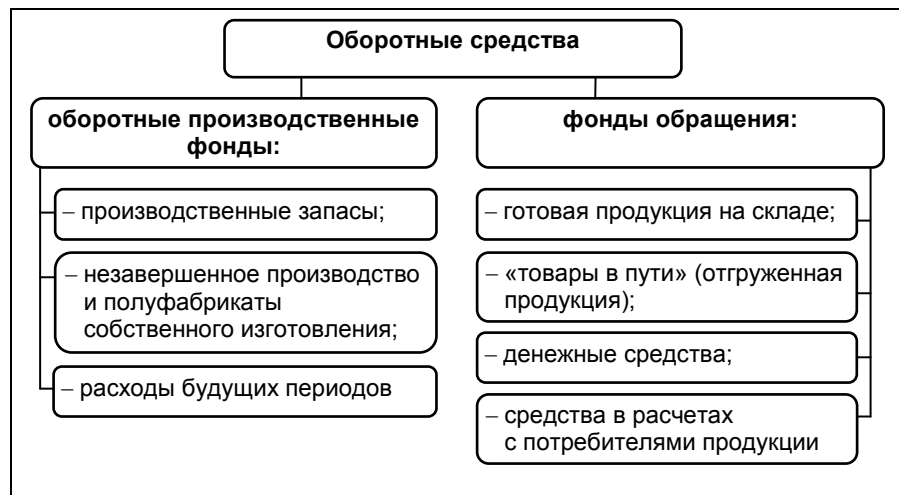 Оборотные средства
оборотные производственные
фонды:
– производственные запасы;
– незавершенное производство
и полуфабрикаты
собственного изготовления;
– расходы будущих периодов
фонды обращения:
– готовая продукция на складе;
– «товары в пути» (отгруженная
продукция);
– денежные средства;
– средства в расчетах
с потребителями продукции